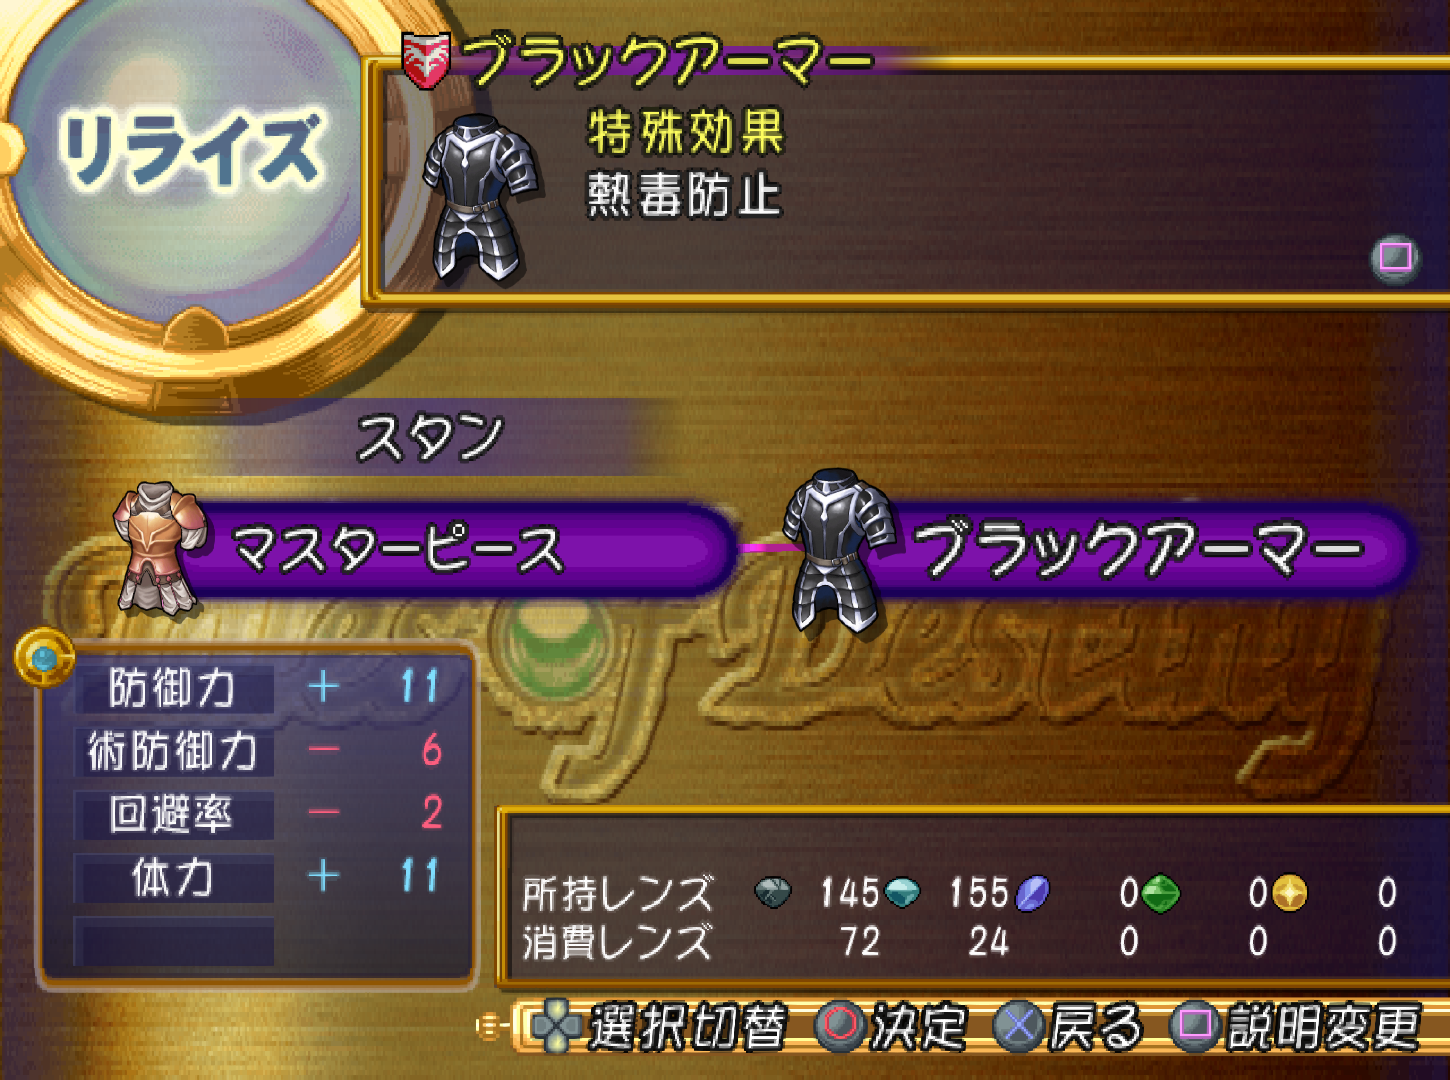 リライズ
ブラックアーマー
特殊効果
熱毒防止
スタン
マスターピース
ブラックアーマー
Tales of Destiny
防御力 + 11
術防御力 - 6
回避率 - 2
体力 + 11
所持レンズ 145 155 0 0 0
消費レンズ 72 24 0 0 0
選択切替 決定 戻る 説明変更